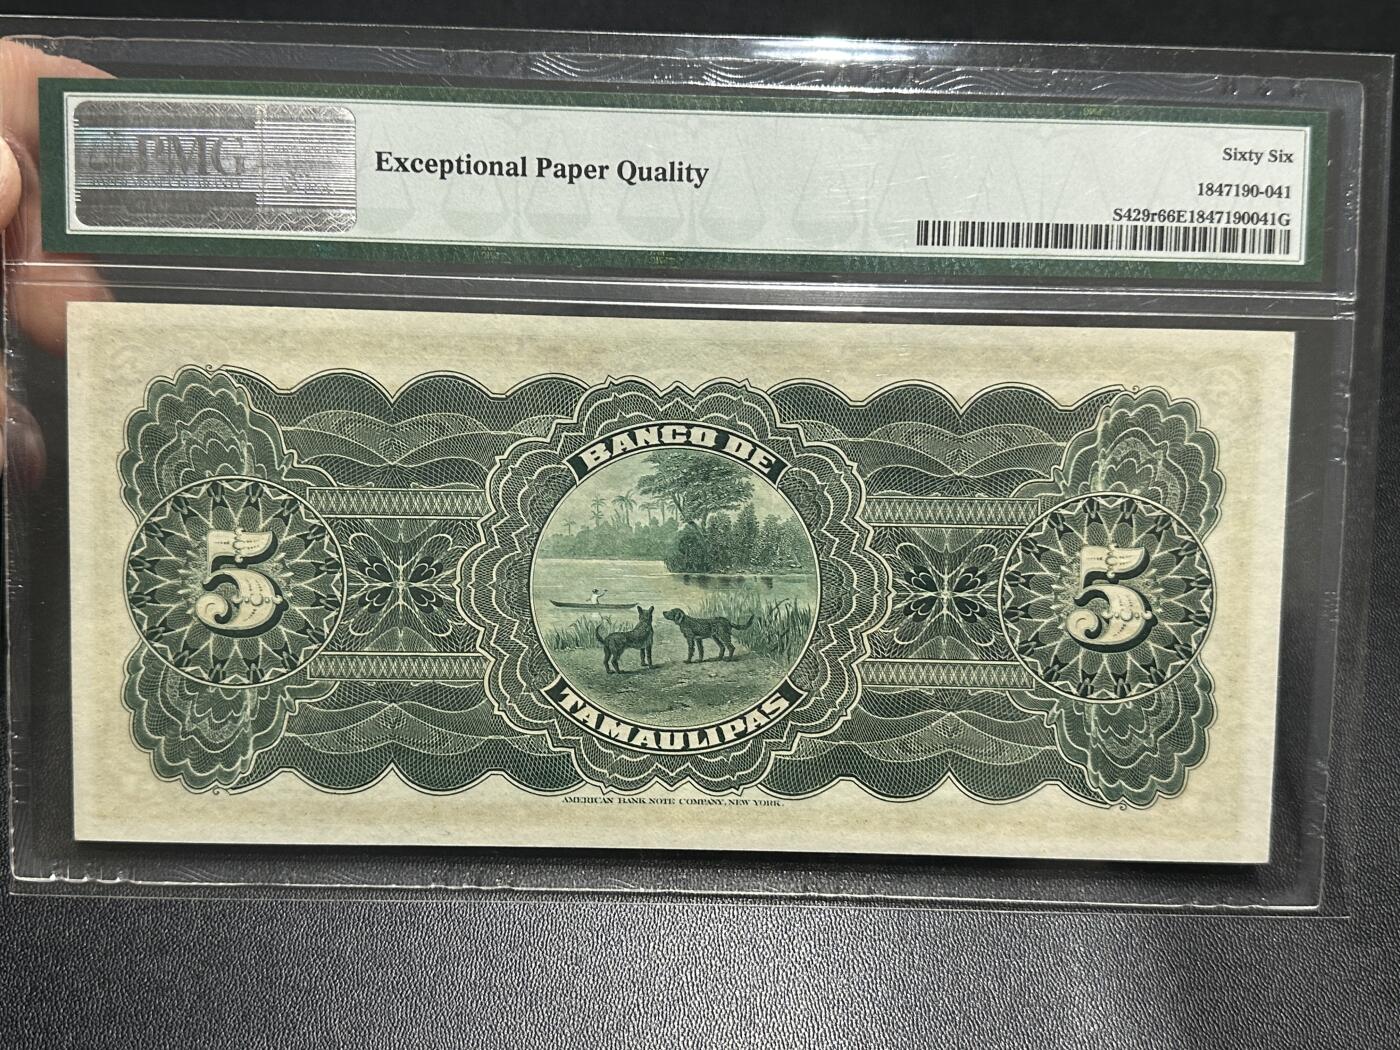 PMG
Exceptional Paper Quality
Sixty Six
1847190-041
S429r66E1847190041G
BANCO DE
5
5
TAMAULIPAS
AMERICAN BANK NOTE COMPANY, NEW YORK.